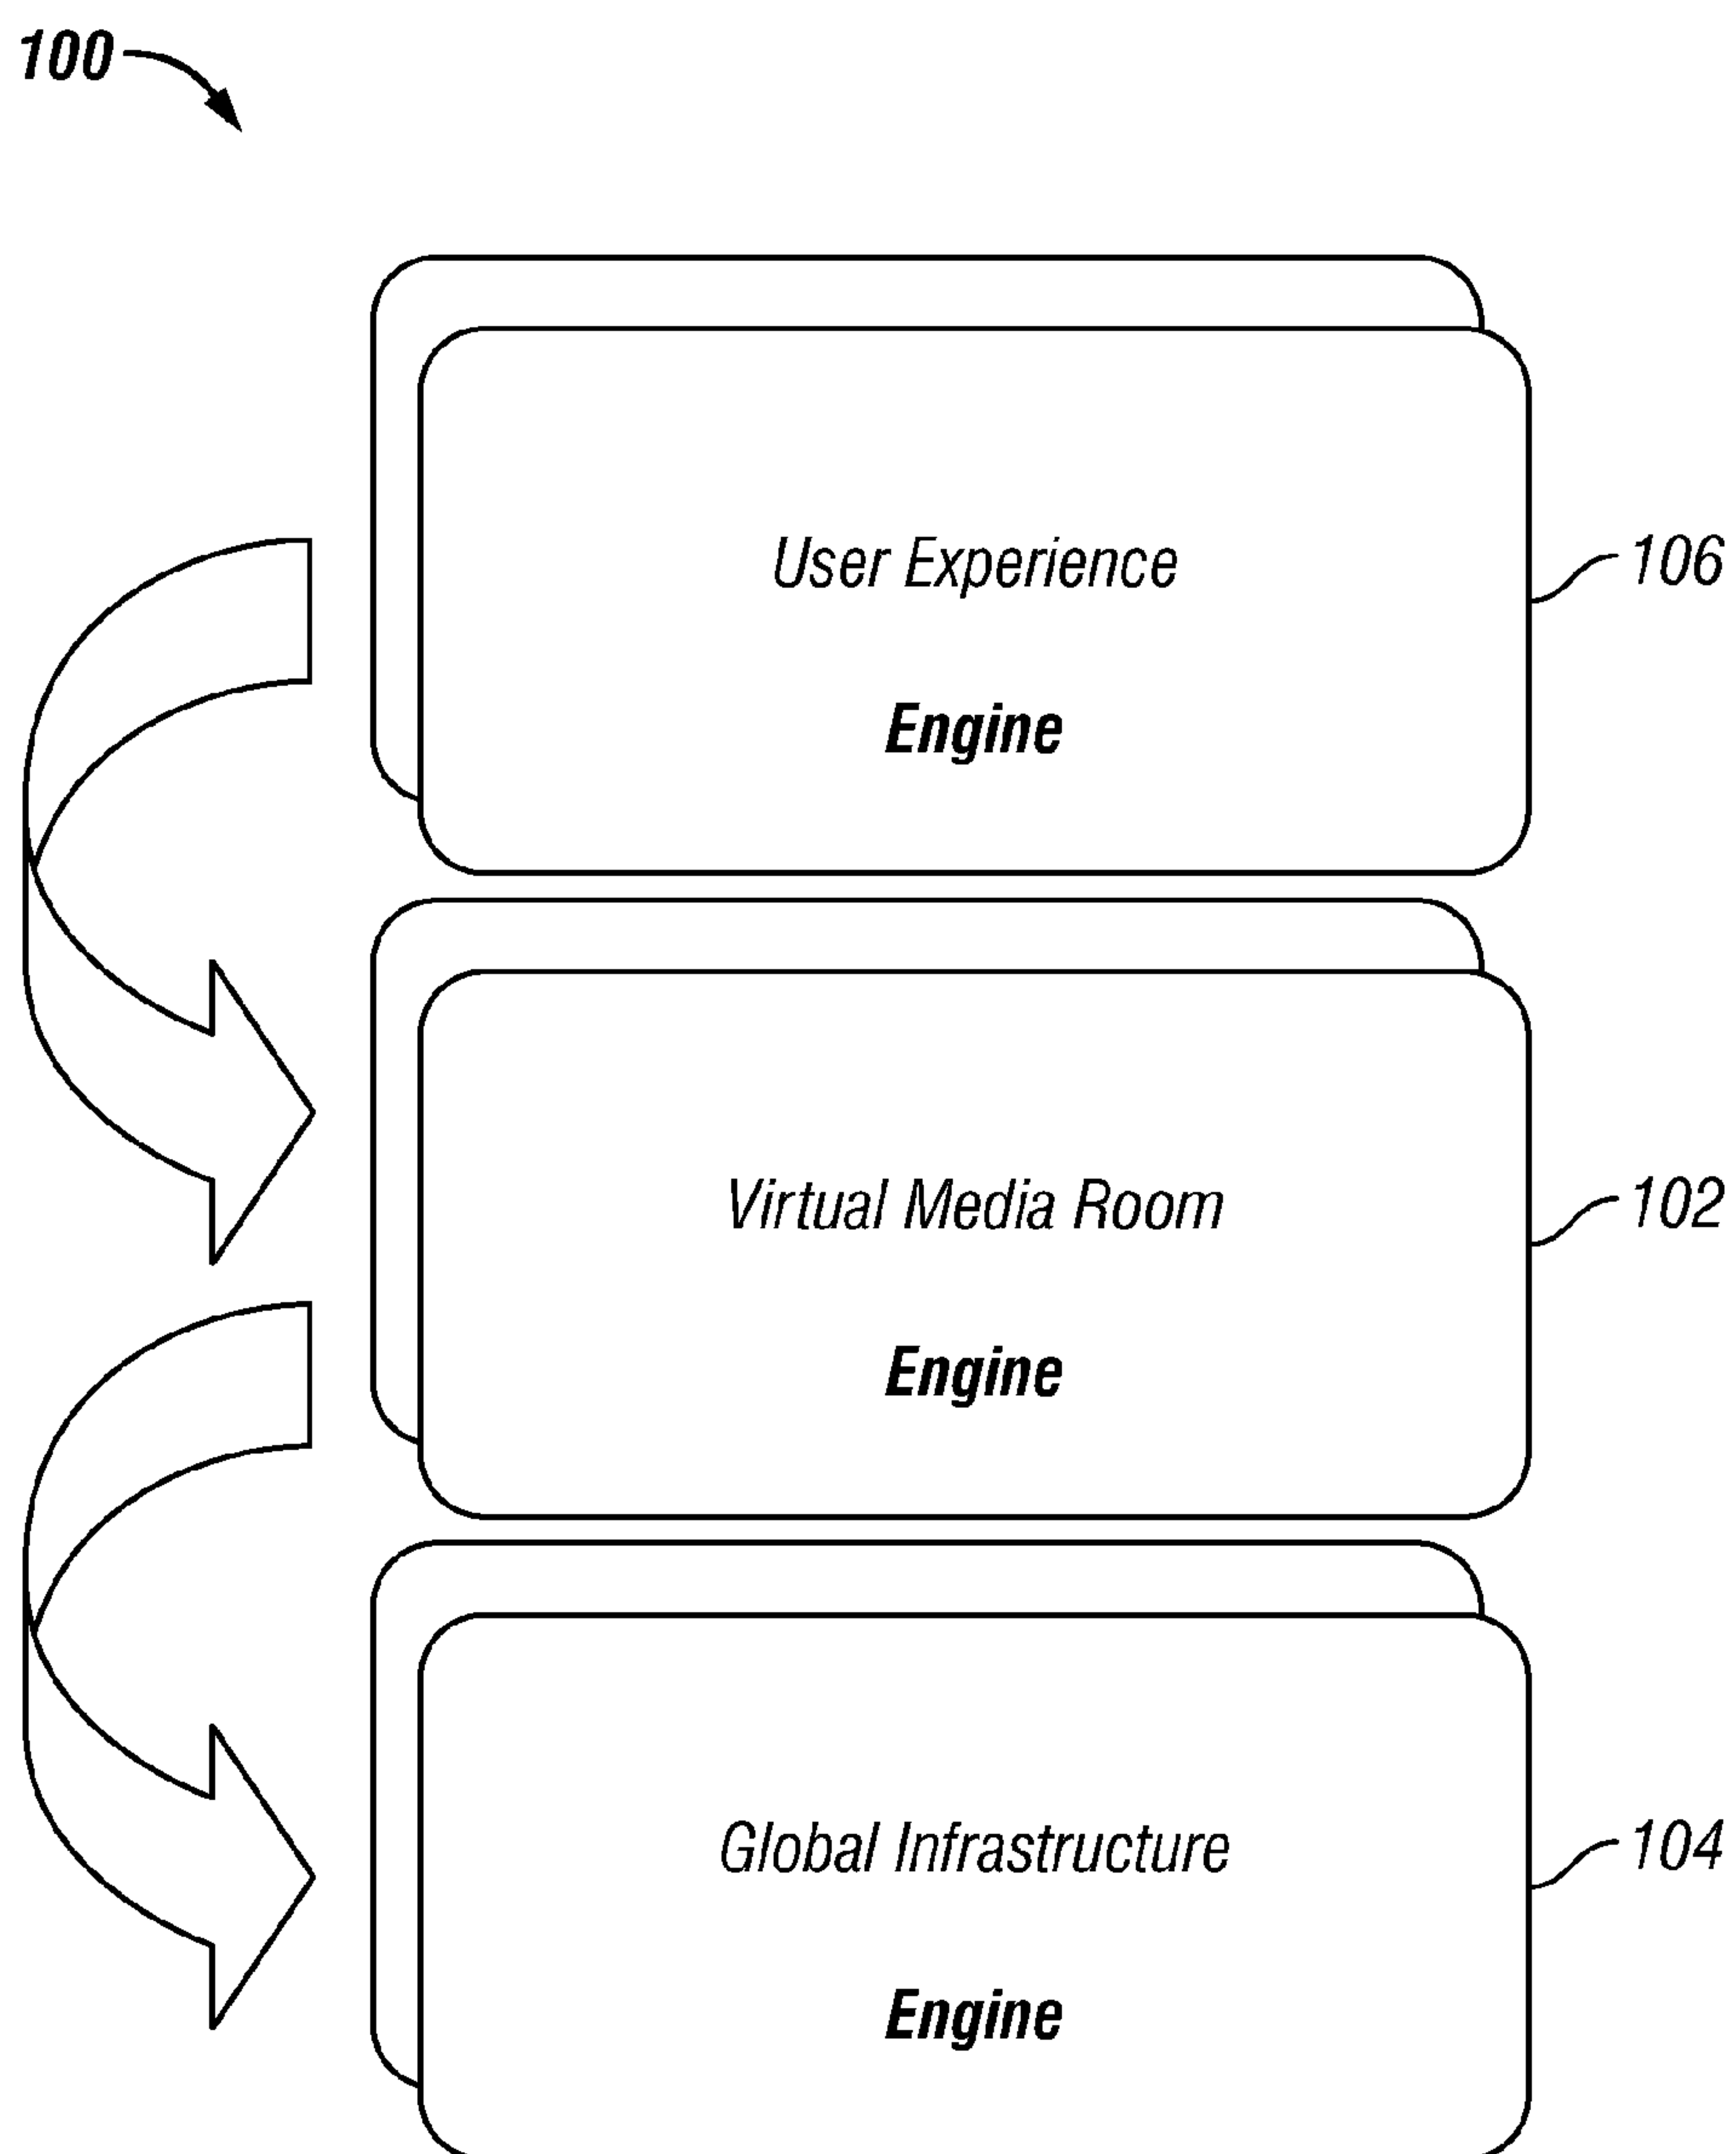 100
User Experience
106
Engine
Virtual Media Room
102
Engine
Global Infrastructure
104
Engine